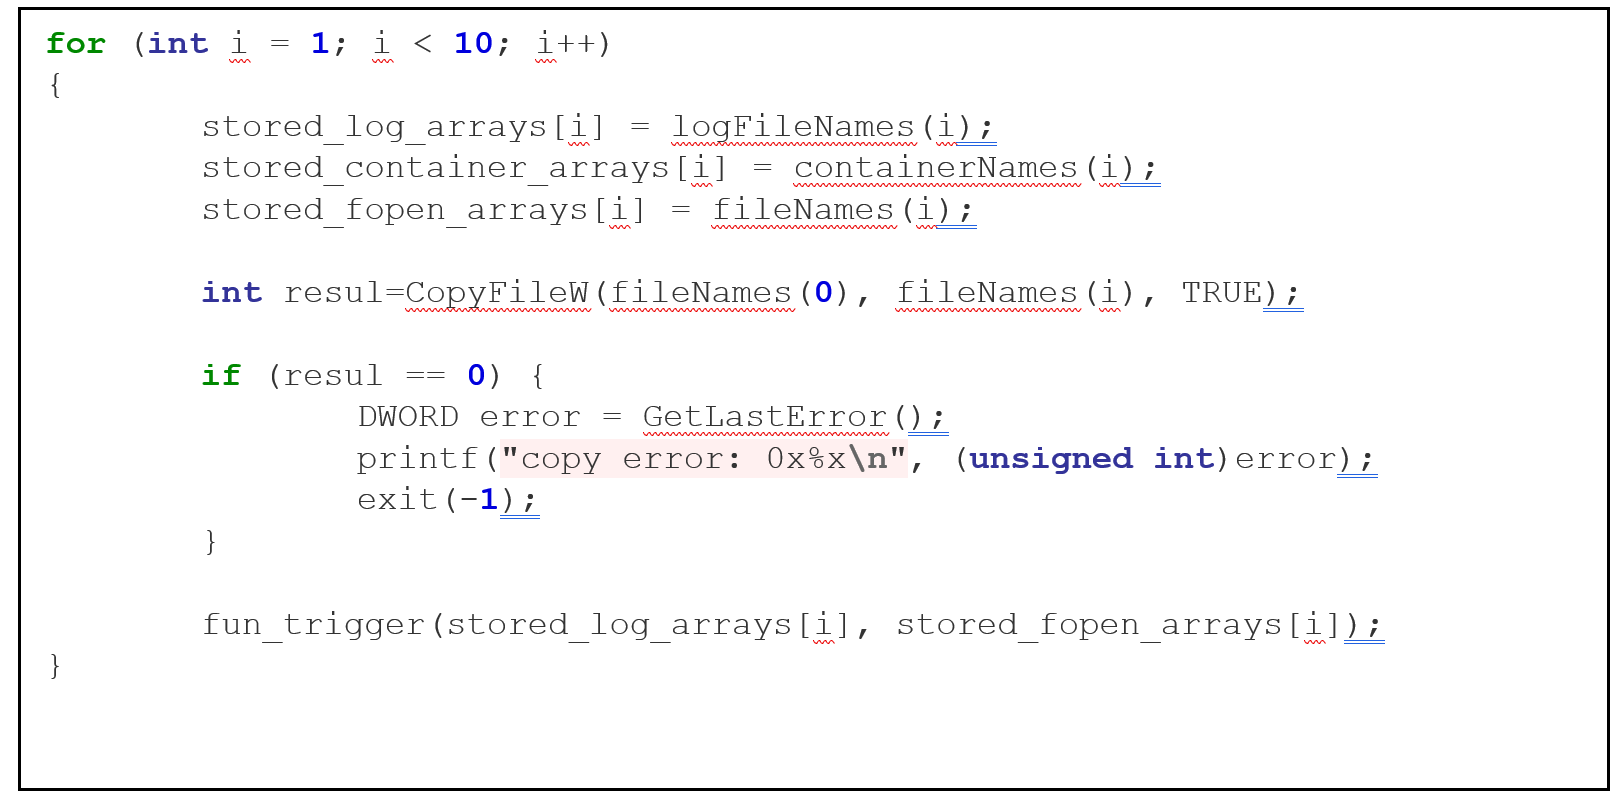 for (int i = 1; i < 10; i++)
{
stored_log_arrays[i] = logFileNames(i);
stored_container_arrays[i] = containerNames(i);
stored_fopen_arrays[i] = fileNames(i);
int resul=CopyFileW(fileNames(0), fileNames(i), TRUE);
if (resul == 0) {
DWORD error = GetLastError();
printf("copy error: 0x%x\n", (unsigned int)error);
exit(-1);
}
fun_trigger(stored_log_arrays[i], stored_fopen_arrays[i]);
}